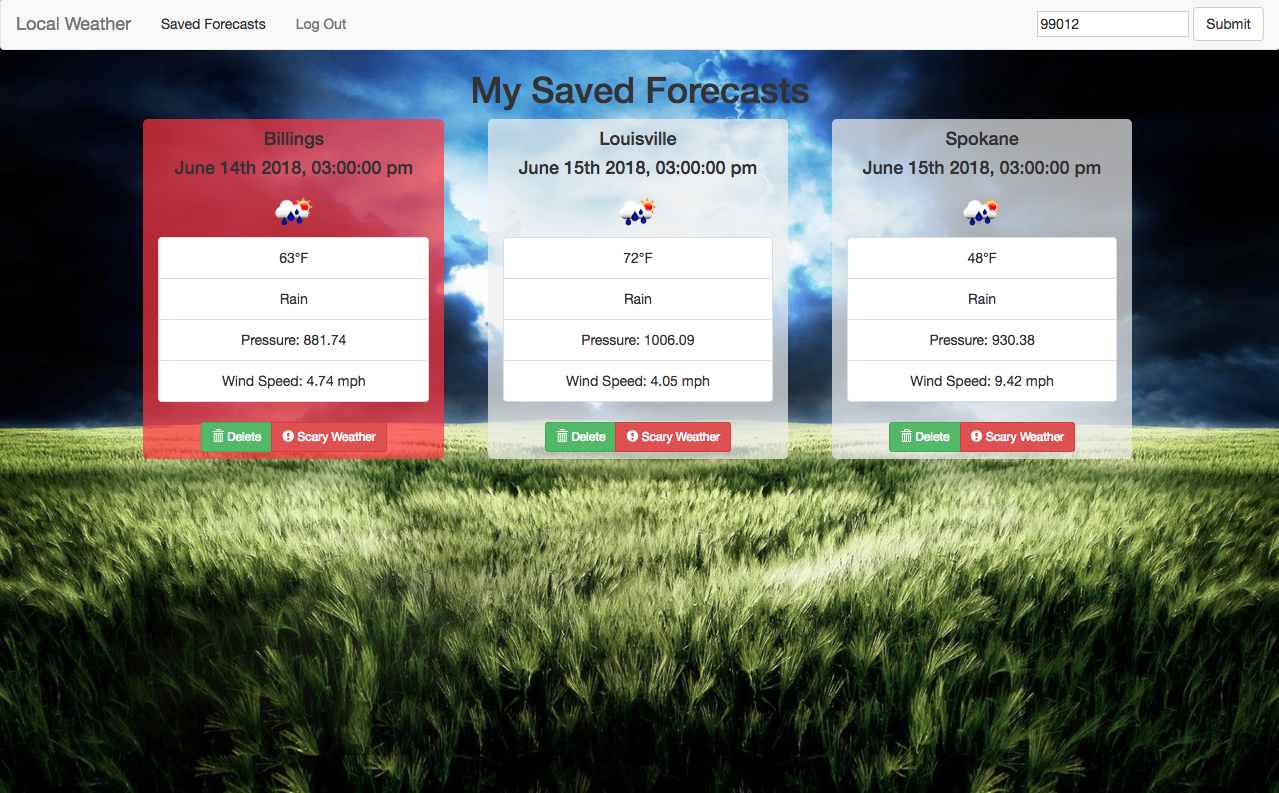 Local Weather Saved Forecasts Log Out 99012 Submit
My Saved Forecasts
Billings
June 14th 2018, 03:00:00 pm
63°F
Rain
Pressure: 881.74
Wind Speed: 4.74 mph
Delete Scary Weather
Louisville
June 15th 2018, 03:00:00 pm
72°F
Rain
Pressure: 1006.09
Wind Speed: 4.05 mph
Delete Scary Weather
Spokane
June 15th 2018, 03:00:00 pm
48°F
Rain
Pressure: 930.38
Wind Speed: 9.42 mph
Delete Scary Weather